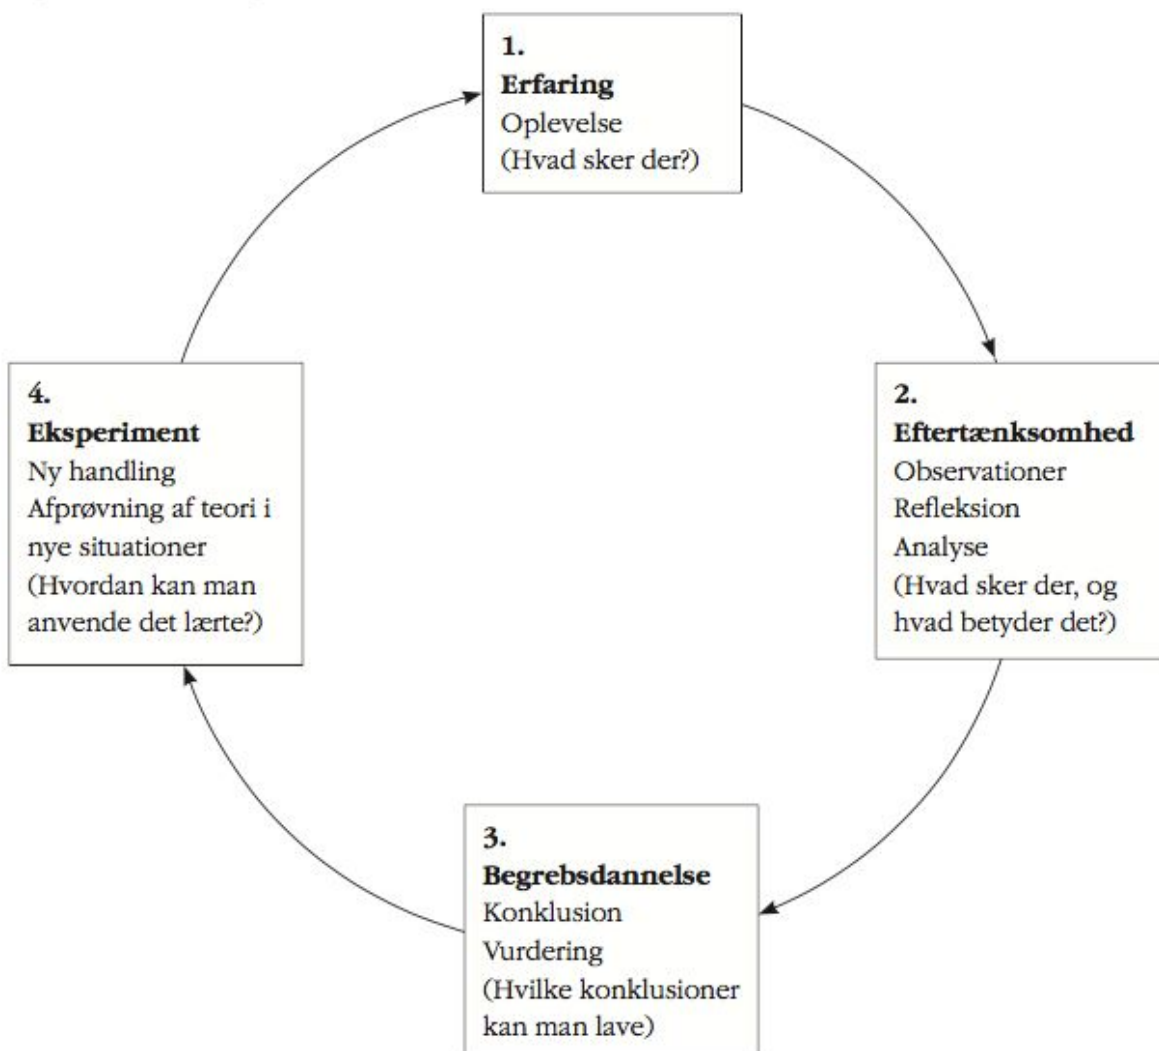 1.
Erfaring
Oplevelse
(Hvad sker der?)
2.
Eftertænksomhed
Observationer
Refleksion
Analyse
(Hvad sker der, og
hvad betyder det?)
3.
Begrebsdannelse
Konklusion
Vurdering
(Hvilke konklusioner
kan man lave)
4.
Eksperiment
Ny handling
Afprøvning af teori i
nye situationer
(Hvordan kan man
anvende det lærte?)